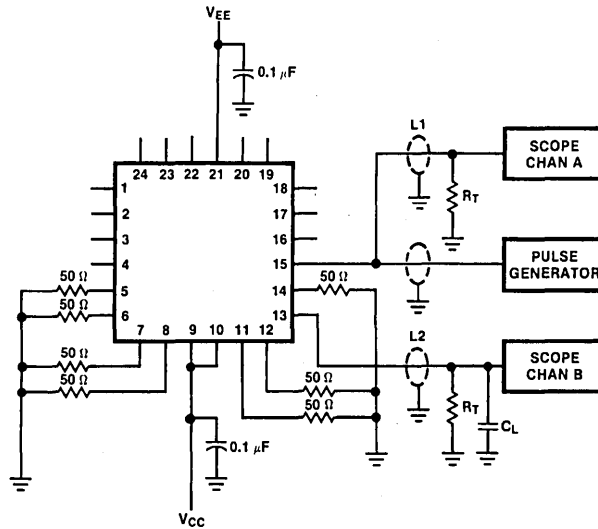 VEE
0.1 µF
L1
SCOPE
CHAN A
24 23 22 21 20 19
1 18
RT
2 17
3 16
4 15
PULSE
GENERATOR
50 Ω
5 14
50 Ω
50 Ω
6 13
7 8 9 10 11 12
L2
50 Ω
SCOPE
CHAN B
50 Ω
50 Ω
50 Ω
RT
CL
0.1 µF
VCC